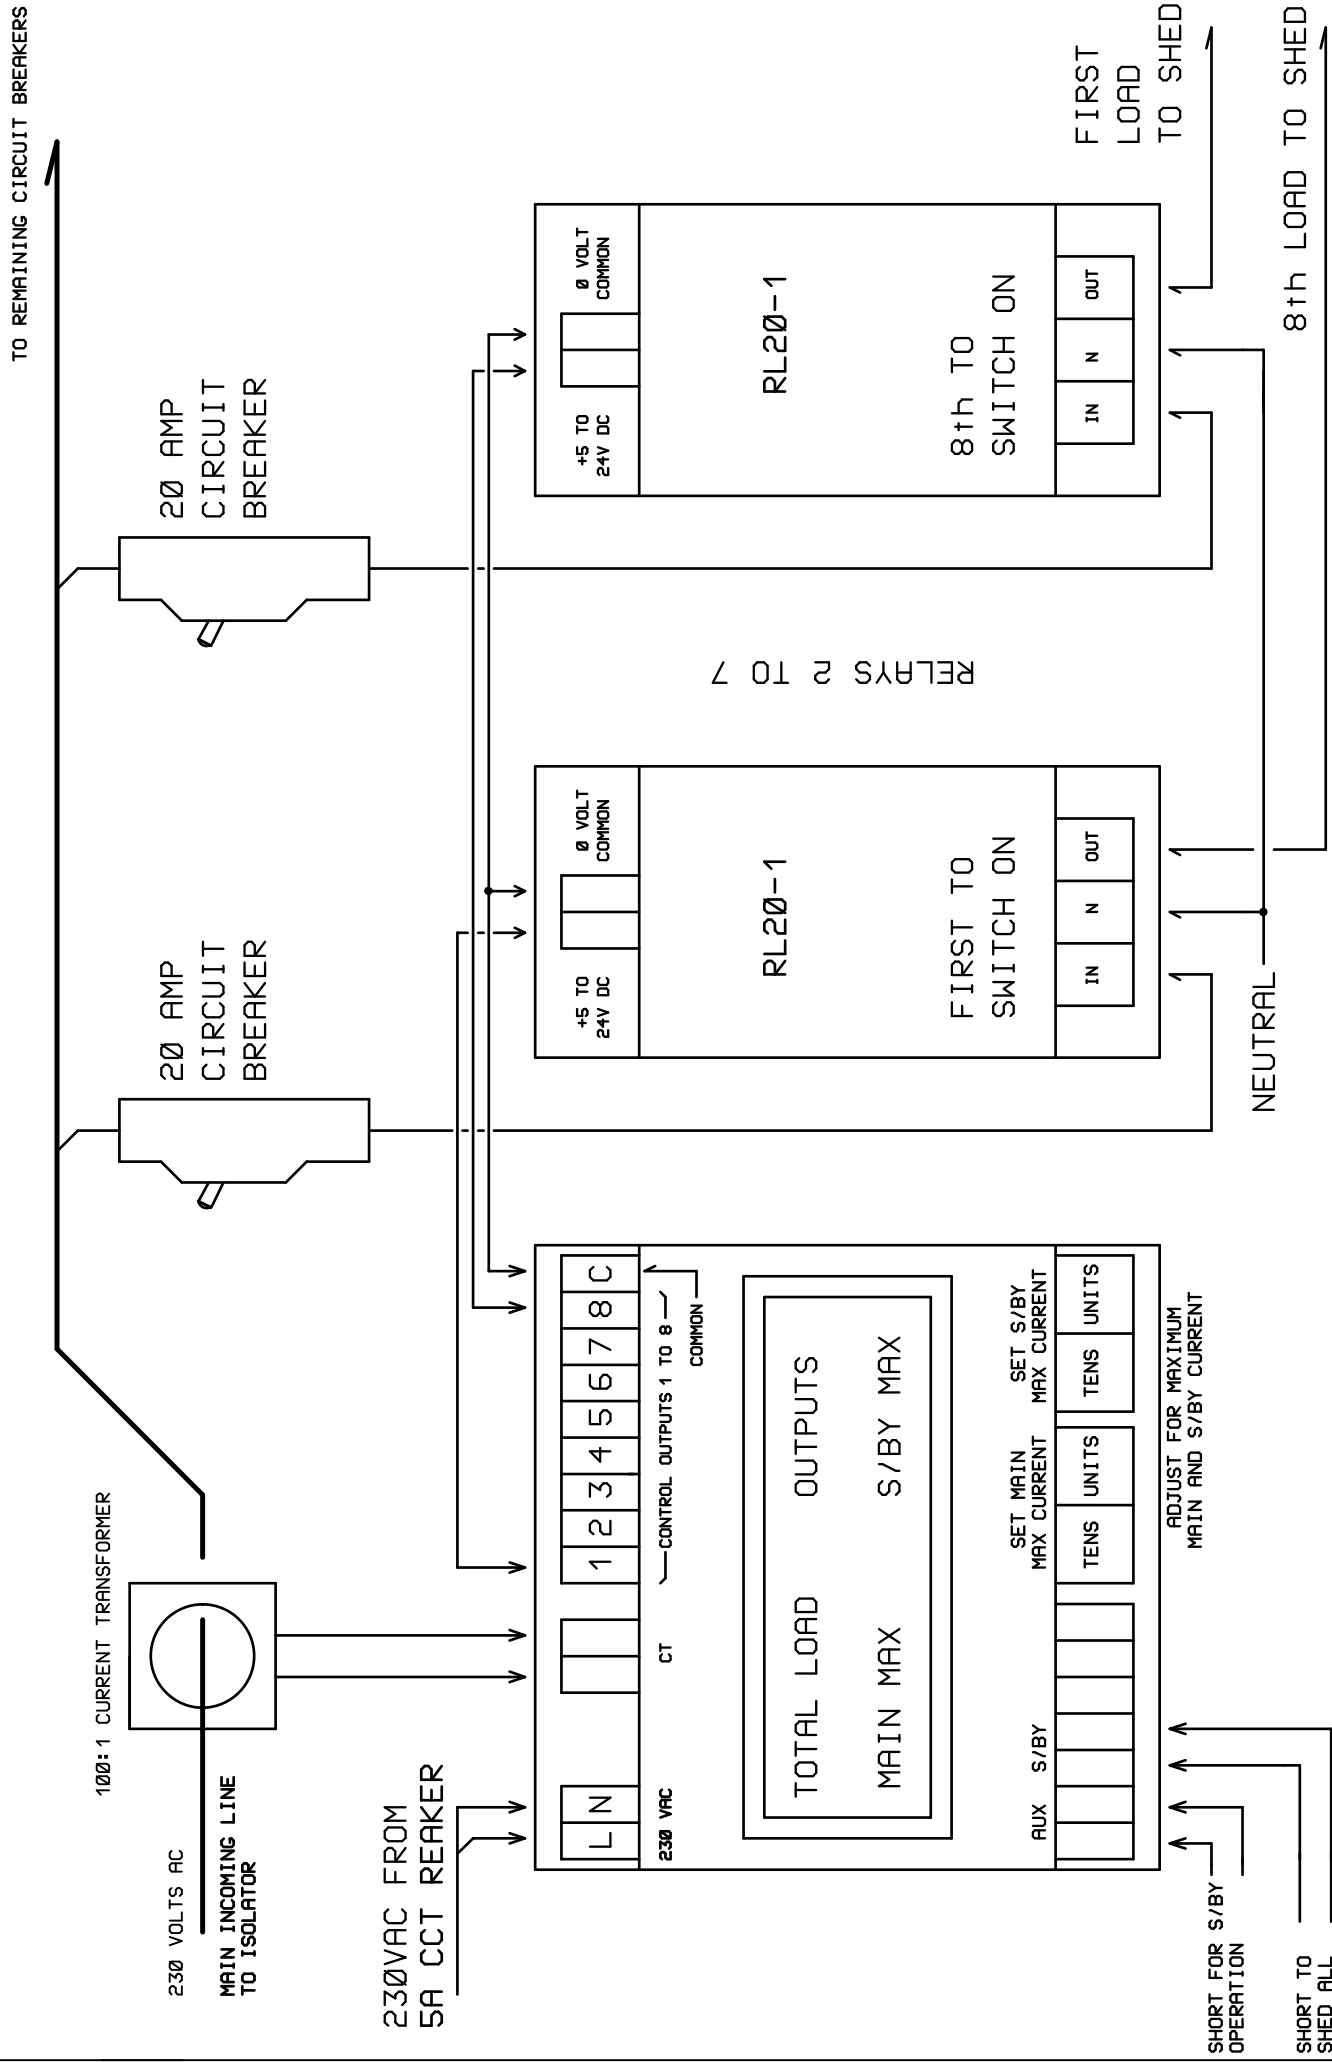 TO REMAINING CIRCUIT BREAKERS
100:1 CURRENT TRANSFORMER
230 VOLTS AC
MAIN INCOMING LINE
TO ISOLATOR
20 AMP
CIRCUIT
BREAKER
20 AMP
CIRCUIT
BREAKER
230VAC FROM
5A CCT REAKER
L N
230 VAC
CT
1 2 3 4 5 6 7 8 C
CONTROL OUTPUTS 1 TO 8
COMMON
TOTAL LOAD OUTPUTS
MAIN MAX S/BY MAX
AUX S/BY
SET MAIN
MAX CURRENT
SET S/BY
MAX CURRENT
TENS UNITS TENS UNITS
ADJUST FOR MAXIMUM
MAIN AND S/BY CURRENT
SHORT FOR S/BY
OPERATION
SHORT TO
SHED ALL
+5 TO
24V DC
0 VOLT
COMMON
RL20-1
FIRST TO
SWITCH ON
IN N OUT
NEUTRAL
RELAYS 2 TO 7
+5 TO
24V DC
0 VOLT
COMMON
RL20-1
8th TO
SWITCH ON
IN N OUT
FIRST
LOAD
TO SHED
8th LOAD TO SHED